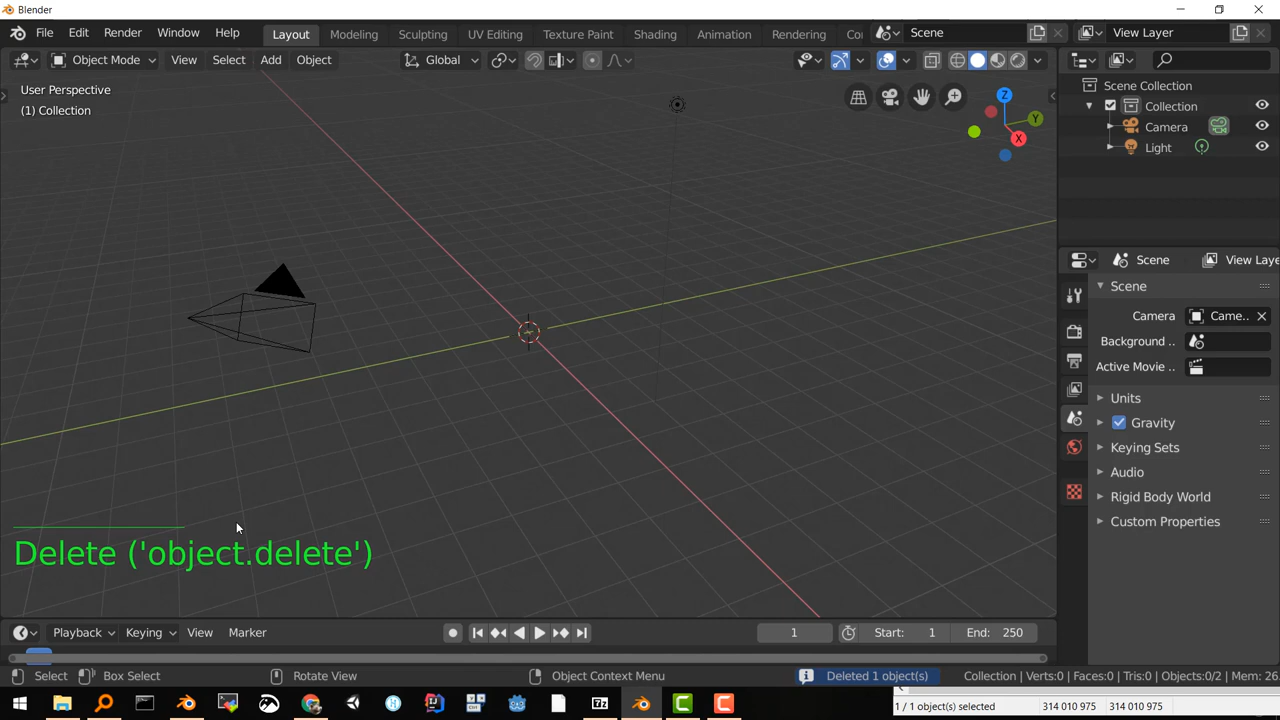 Blender
File Edit Render Window Help Layout Modeling Sculpting UV Editing Texture Paint Shading Animation Rendering Co Scene View Layer
Object Mode View Select Add Object Global
User Perspective
(1) Collection
Z
Y
X
Scene Collection
Collection
Camera
Light
Scene View Laye
Scene
Camera Came..
Background ..
Active Movie ..
Units
Gravity
Keying Sets
Audio
Rigid Body World
Custom Properties
Delete ('object.delete')
Playback Keying View Marker 1 Start: 1 End: 250
Select Box Select Rotate View Object Context Menu Deleted 1 object(s) Collection | Verts:0 | Faces:0 | Tris:0 | Objects:0/2 | Mem: 26.
1 / 1 object(s) selected 314 010 975 314 010 975